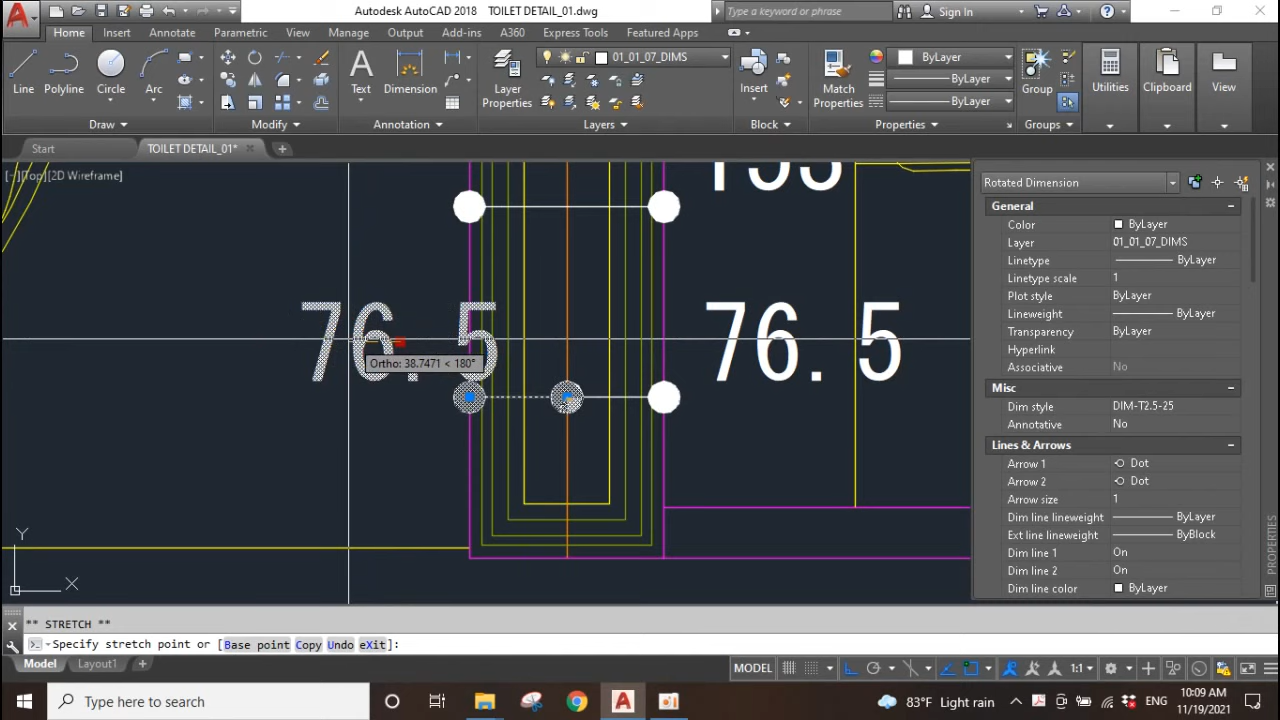 Autodesk AutoCAD 2018 TOILET DETAIL_01.dwg
Type a keyword or phrase
Sign In
Home Insert Annotate Parametric View Manage Output Add-ins A360 Express Tools Featured Apps
Line
Polyline
Circle
Arc
Draw
Modify
Text
Dimension
Annotation
Layer
Properties
01_01_07_DIMS
Layers
Insert
Block
Match
Properties
ByLayer
ByLayer
ByLayer
Properties
Group
Groups
Utilities
Clipboard
View
Start
TOILET DETAIL_01*
[−][Top][2D Wireframe]
76.5
76.5
Ortho: 38.7471 < 180°
Y
X
Rotated Dimension
General
Color ByLayer
Layer 01_01_07_DIMS
Linetype ByLayer
Linetype scale 1
Plot style ByLayer
Lineweight ByLayer
Transparency ByLayer
Hyperlink
Associative No
Misc
Dim style DIM-T2.5-25
Annotative No
Lines & Arrows
Arrow 1 Dot
Arrow 2 Dot
Arrow size 1
Dim line lineweight ByLayer
Ext line lineweight ByBlock
Dim line 1 On
Dim line 2 On
Dim line color ByLayer
PROPERTIES
** STRETCH **
Specify stretch point or [Base point Copy Undo eXit]:
Model Layout1
MODEL
1:1
Type here to search
83°F Light rain
ENG
10:09 AM
11/19/2021